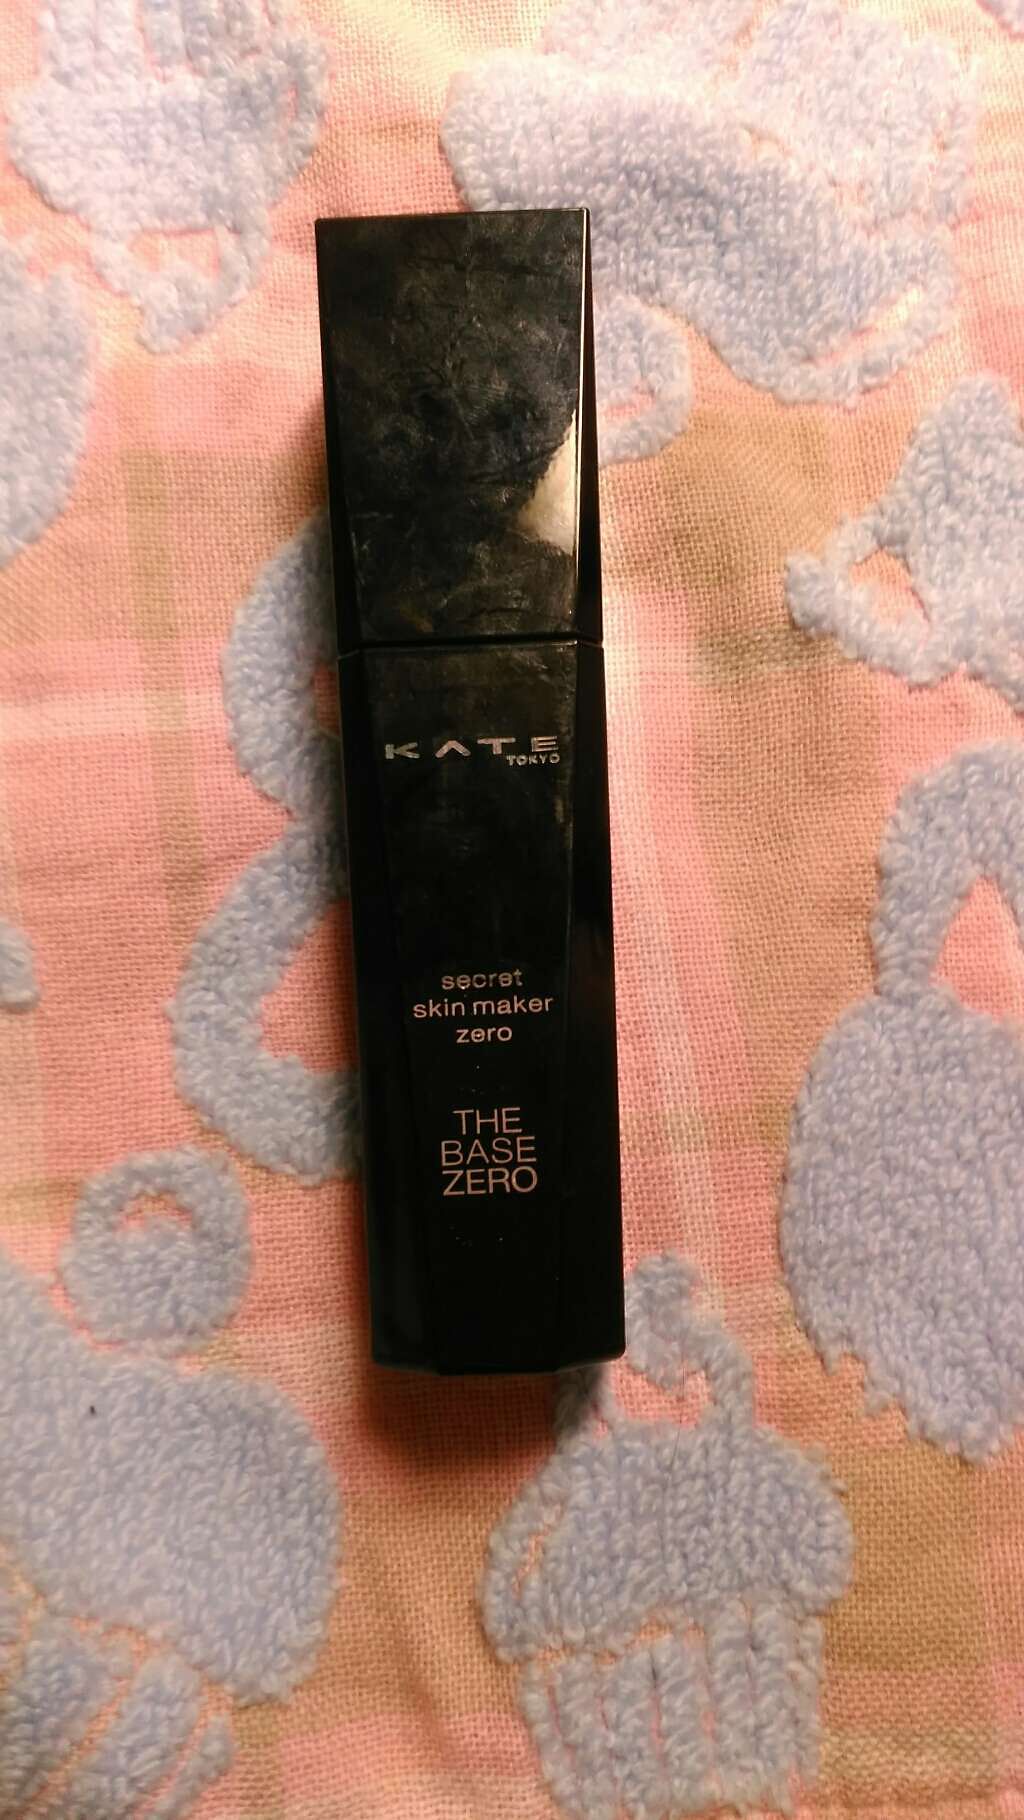 KATE
TOKYO
secret
skin maker
zero
THE
BASE
ZERO